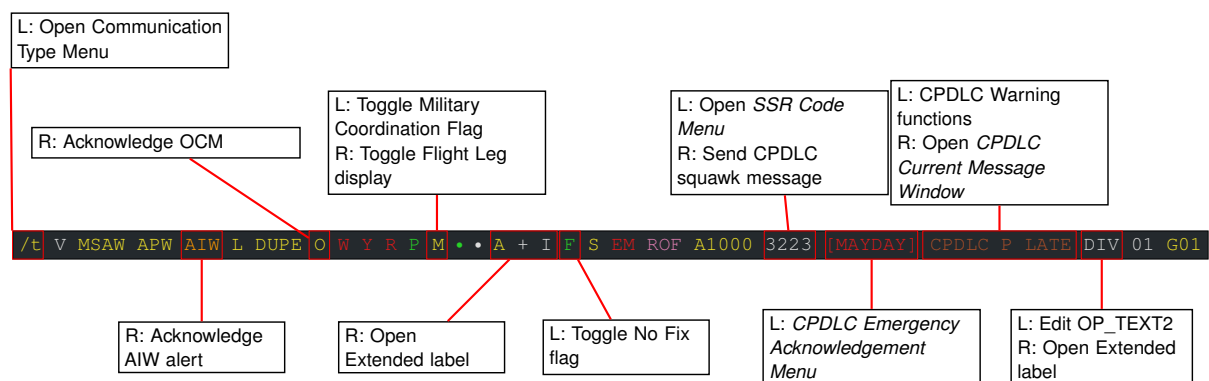 L: Open Communication
Type Menu
R: Acknowledge OCM
L: Toggle Military
Coordination Flag
R: Toggle Flight Leg
display
L: Open SSR Code
Menu
R: Send CPDLC
squawk message
L: CPDLC Warning
functions
R: Open CPDLC
Current Message
Window
/t V MSAW APW AIW L DUPE O W Y R P M • • A + I F S EM ROF A1000 3223 [MAYDAY] CPDLC P LATE DIV 01 G01
R: Acknowledge
AIW alert
R: Open
Extended label
L: Toggle No Fix
flag
L: CPDLC Emergency
Acknowledgement
Menu
L: Edit OP_TEXT2
R: Open Extended
label